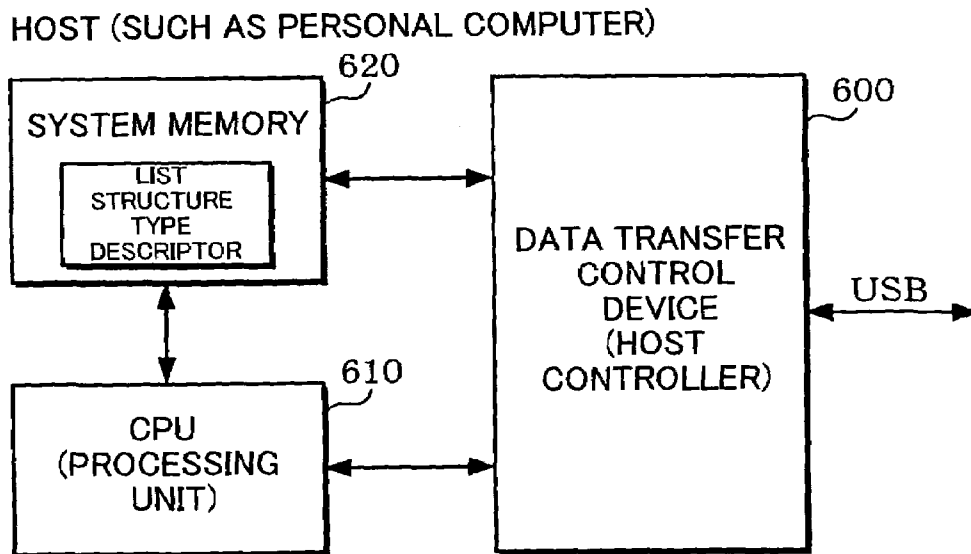 HOST (SUCH AS PERSONAL COMPUTER)
620
SYSTEM MEMORY
LIST
STRUCTURE
TYPE
DESCRIPTOR
600
DATA TRANSFER
CONTROL
DEVICE
(HOST
CONTROLLER)
USB
610
CPU
(PROCESSING
UNIT)